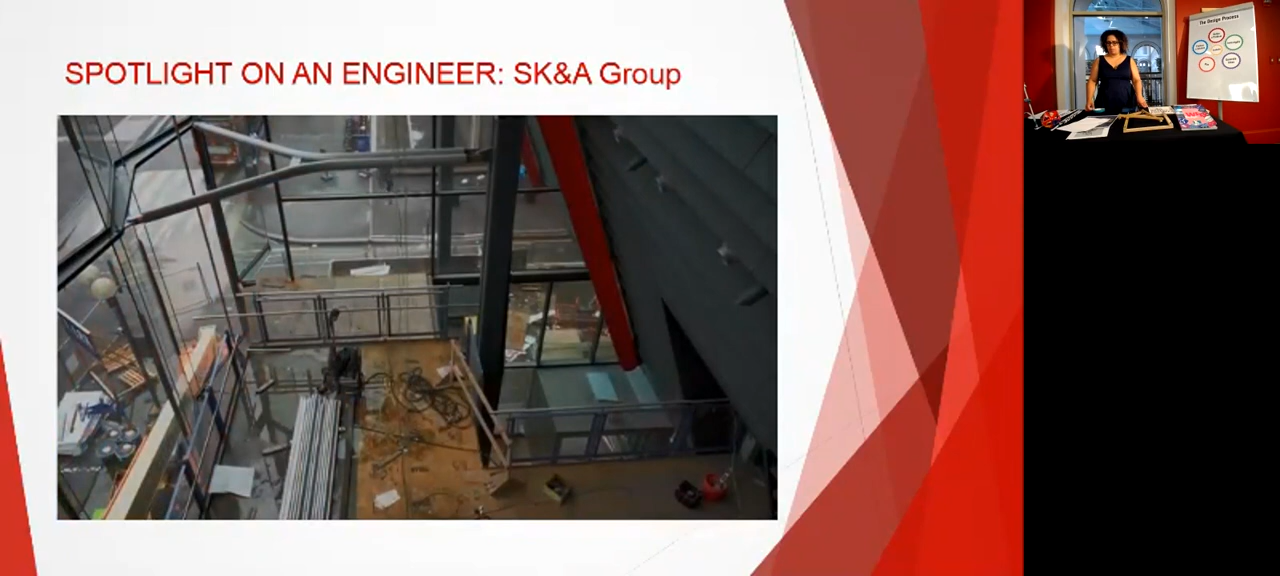 SPOTLIGHT ON AN ENGINEER: SK&A Group
The Design Process